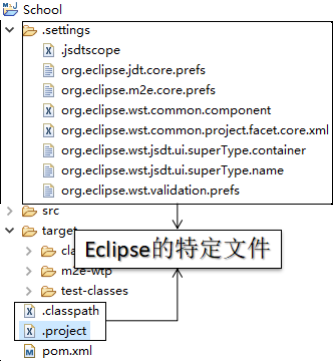 School
.settings
.jsdtscope
org.eclipse.jdt.core.prefs
org.eclipse.m2e.core.prefs
org.eclipse.wst.common.component
org.eclipse.wst.common.project.facet.core.xml
org.eclipse.wst.jsdt.ui.superType.container
org.eclipse.wst.jsdt.ui.superType.name
org.eclipse.wst.validation.prefs
src
target
Eclipse的特定文件
m2e-wtp
test-classes
.classpath
.project
pom.xml